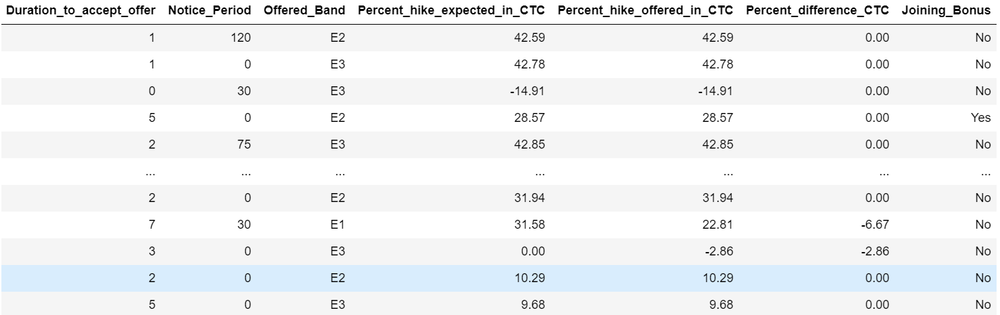 Duration_to_accept_offer Notice_Period Offered_Band Percent_hike_expected_in_CTC Percent_hike_offered_in_CTC Percent_difference_CTC Joining_Bonus
1 120 E2 42.59 42.59 0.00 No
1 0 E3 42.78 42.78 0.00 No
0 30 E3 -14.91 -14.91 0.00 No
5 0 E2 28.57 28.57 0.00 Yes
2 75 E3 42.85 42.85 0.00 No
... ... ... ... ... ... ...
2 0 E2 31.94 31.94 0.00 No
7 30 E1 31.58 22.81 -6.67 No
3 0 E3 0.00 -2.86 -2.86 No
2 0 E2 10.29 10.29 0.00 No
5 0 E3 9.68 9.68 0.00 No